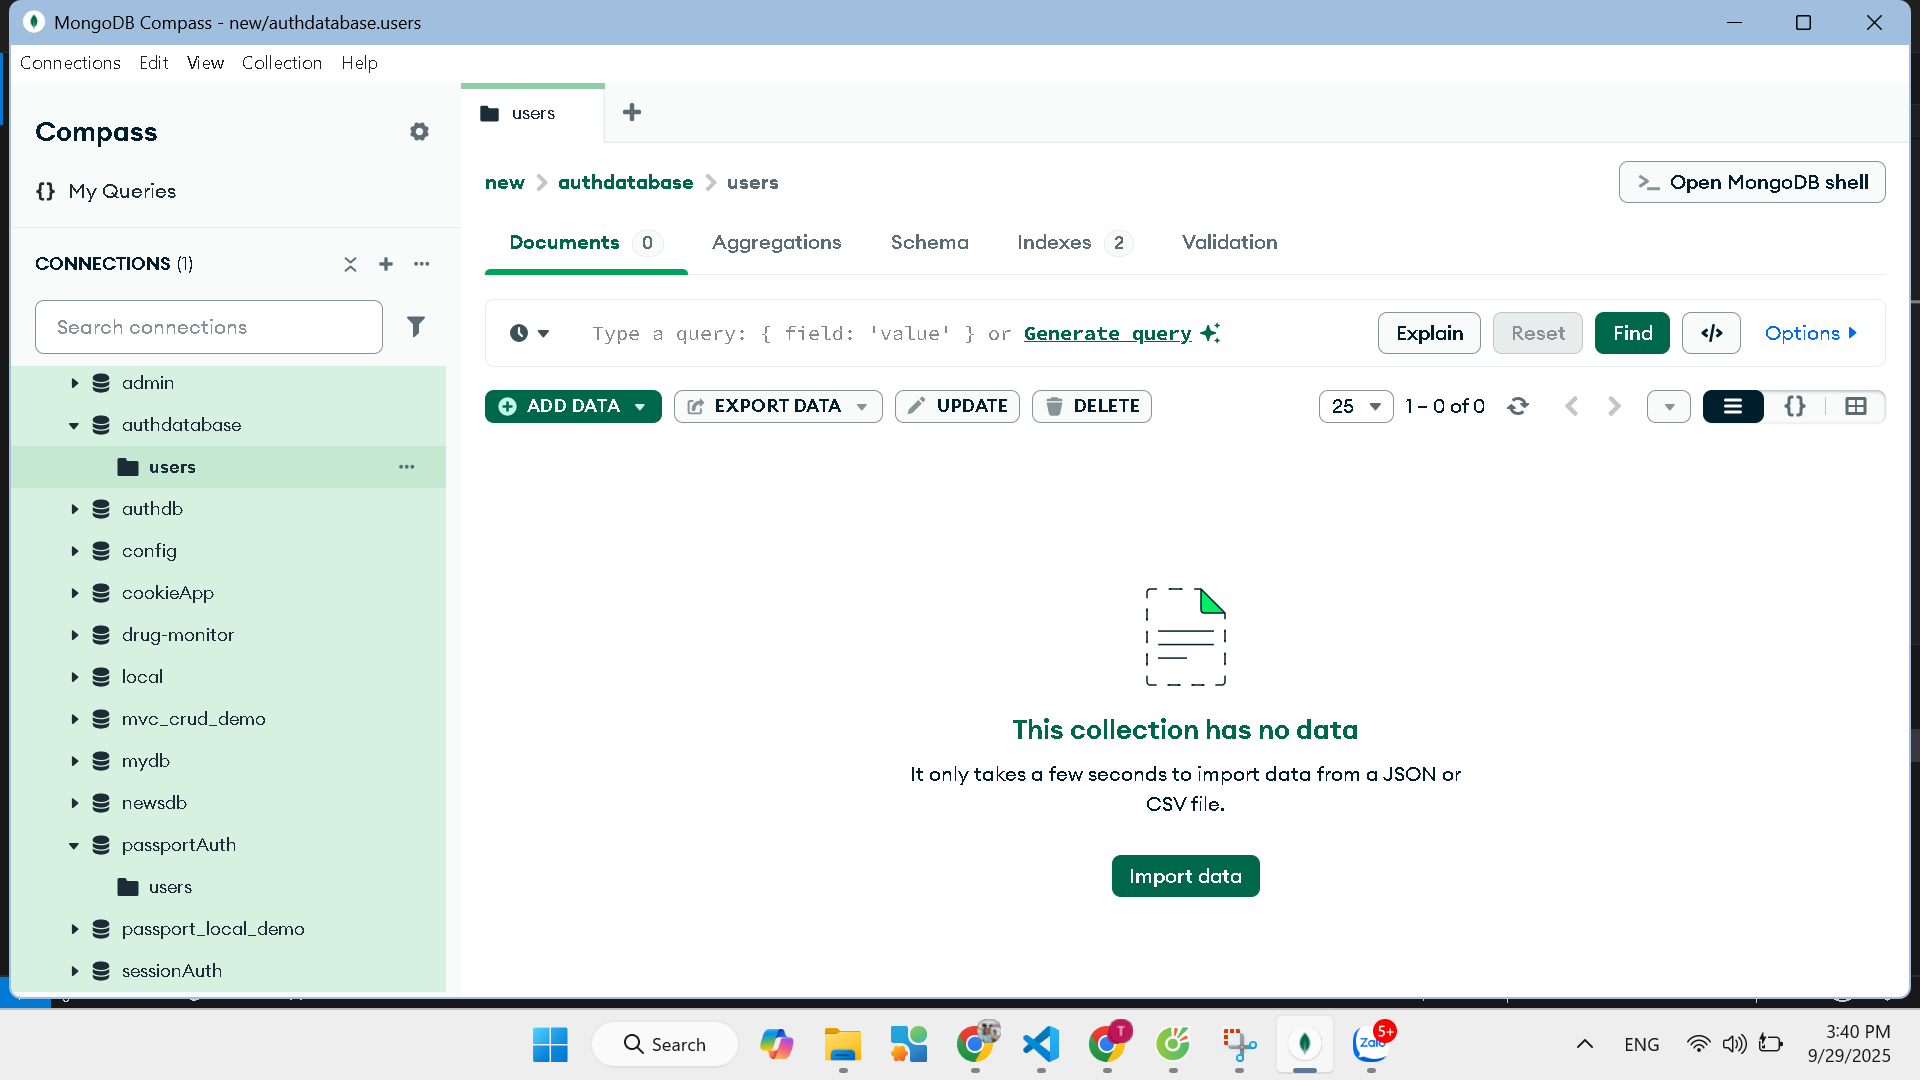 MongoDB Compass - new/authdatabase.users
Connections Edit View Collection Help
Compass
My Queries
CONNECTIONS (1)
Search connections
admin
authdatabase
users
authdb
config
cookieApp
drug-monitor
local
mvc_crud_demo
mydb
newsdb
passportAuth
users
passport_local_demo
sessionAuth
users
new > authdatabase > users
>_ Open MongoDB shell
Documents 0 Aggregations Schema Indexes 2 Validation
Type a query: { field: 'value' } or Generate query
Explain Reset Find </> Options
ADD DATA EXPORT DATA UPDATE DELETE
25 1 – 0 of 0 {}
This collection has no data
It only takes a few seconds to import data from a JSON or
CSV file.
Import data
Search
T
Zalo
5+
ENG
3:40 PM
9/29/2025